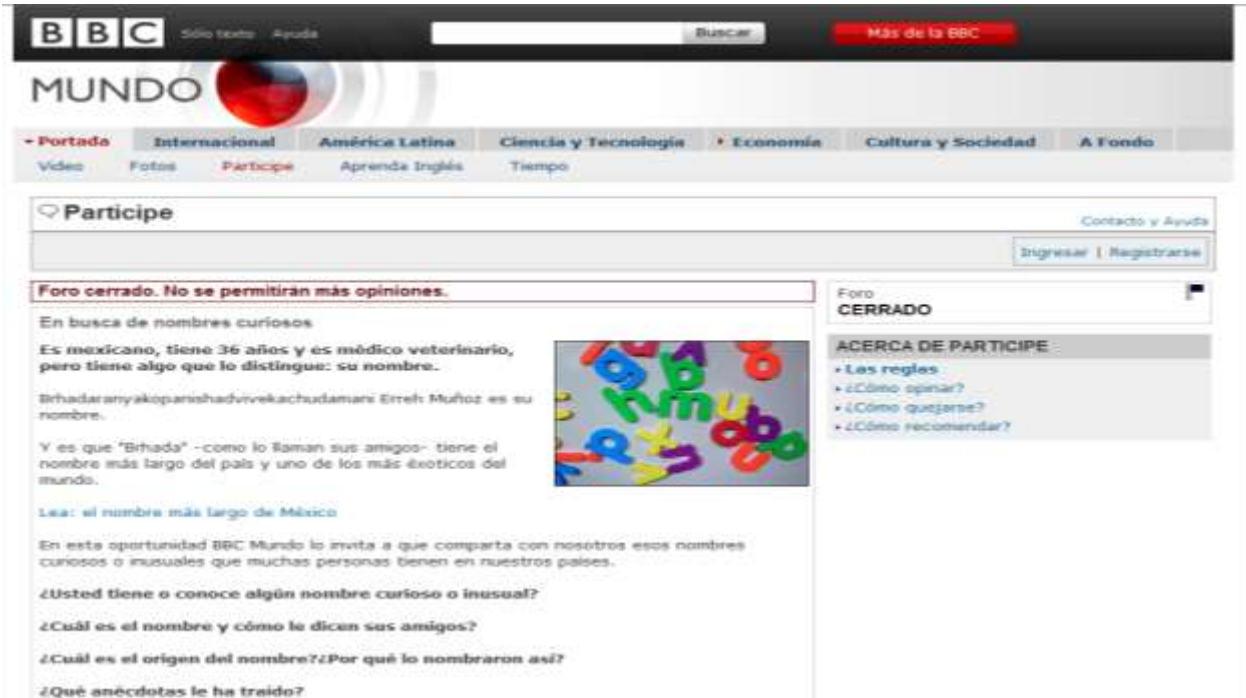 BBC Sólo texto Ayuda Buscar Más de la BBC
MUNDO
Portada Internacional América Latina Ciencia y Tecnología Economía Cultura y Sociedad A Fondo
Video Fotos Participe Aprenda Inglés Tiempo
Participe
Contacto y Ayuda
Ingresar | Registrarse
Foro cerrado. No se permitirán más opiniones.
En busca de nombres curiosos
Es mexicano, tiene 36 años y es médico veterinario,
pero tiene algo que lo distingue: su nombre.
Brhadaranyakopanishadvivekachudamani Erreh Muñoz es su
nombre.
Y es que "Brhada" -como lo llaman sus amigos- tiene el
nombre más largo del país y uno de los más éxoticos del
mundo.
Lea: el nombre más largo de México
En esta oportunidad BBC Mundo lo invita a que comparta con nosotros esos nombres
curiosos o inusuales que muchas personas tienen en nuestros países.
¿Usted tiene o conoce algún nombre curioso o inusual?
¿Cuál es el nombre y cómo le dicen sus amigos?
¿Cuál es el origen del nombre?¿Por qué lo nombraron así?
¿Qué anécdotas le ha traído?
Foro
CERRADO
ACERCA DE PARTICIPE
Las reglas
¿Cómo opinar?
¿Cómo quejarse?
¿Cómo recomendar?